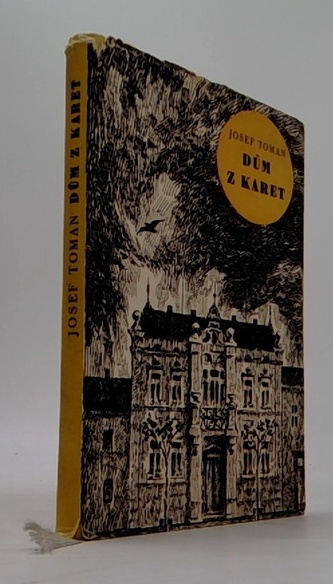 JOSEF TOMAN DŮM Z KARET
JOSEF TOMAN
DŮM
Z KARET